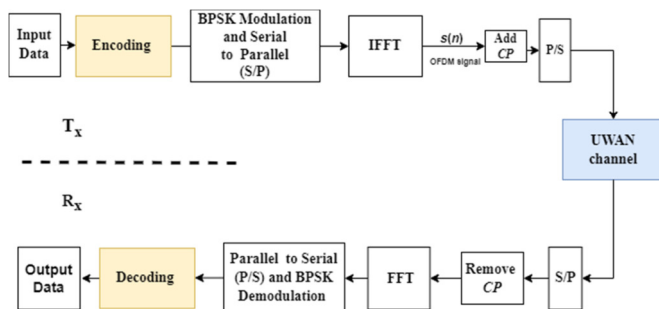 Input
Data
Encoding
BPSK Modulation
and Serial
to Parallel
(S/P)
IFFT
s(n)
OFDM signal
Add
CP
P/S
UWAN
channel
Tx
Rx
Output
Data
Decoding
Parallel to Serial
(P/S) and BPSK
Demodulation
FFT
Remove
CP
S/P